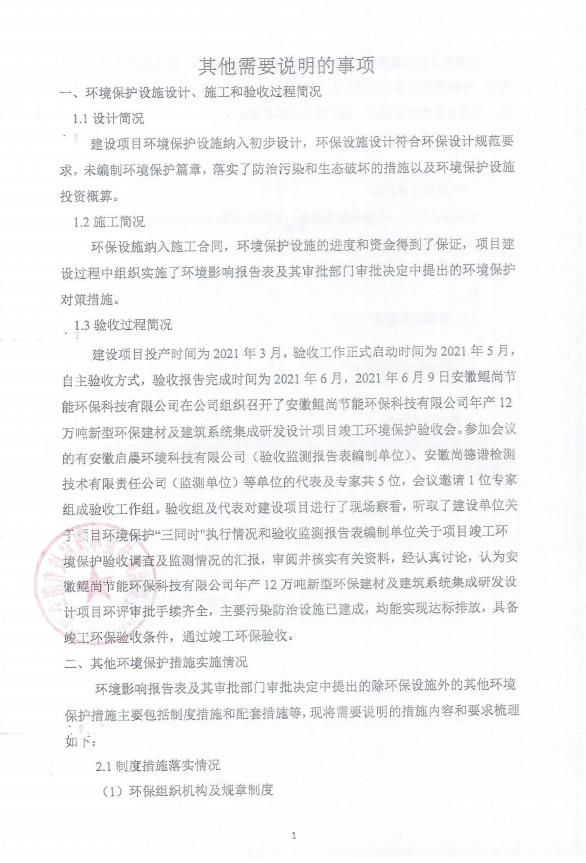 其他需要说明的事项
一、环境保护设施设计、施工和验收过程简况
1.1 设计简况
建设项目环境保护设施纳入初步设计，环保设施设计符合环保设计规范要
求，未编制环境保护篇章，落实了防治污染和生态破坏的措施以及环境保护设施
投资概算。
1.2 施工简况
环保设施纳入施工合同，环境保护设施的进度和资金得到了保证，项目建
设过程中组织实施了环境影响报告表及其审批部门审批决定中提出的环境保护
对策措施。
1.3 验收过程简况
建设项目投产时间为 2021 年 3 月，验收工作正式启动时间为 2021 年 5 月，
自主验收方式，验收报告完成时间为 2021 年 6 月，2021 年 6 月 9 日安徽鲲尚节
能环保科技有限公司在公司组织召开了安徽鲲尚节能环保科技有限公司年产 12
万吨新型环保建材及建筑系统集成研发设计项目竣工环境保护验收会。参加会议
的有安徽启晨环境科技有限公司（验收监测报告表编制单位）、安徽尚德谱检测
技术有限责任公司（监测单位）等单位的代表及专家共 5 位，会议邀请 1 位专家
组成验收工作组。验收组及代表对建设项目进行了现场察看，听取了建设单位关
于项目环境保护“三同时"执行情况和验收监测报告表编制单位关于项目竣工环
境保护验收调查及监测情况的汇报，审阅并核实有关资料，经认真讨论，认为安
徽鲲尚节能环保科技有限公司年产 12 万吨新型环保建材及建筑系统集成研发设
计项目环评审批手续齐全，主要污染防治设施已建成，均能实现达标排放，具备
竣工环保验收条件，通过竣工环保验收。
二、其他环境保护措施实施情况
环境影响报告表及其审批部门审批决定中提出的除环保设施外的其他环境
保护措施主要包括制度措施和配套措施等，现将需要说明的措施内容和要求梳理
如下：
2.1 制度措施落实情况
（1）环保组织机构及规章制度
1